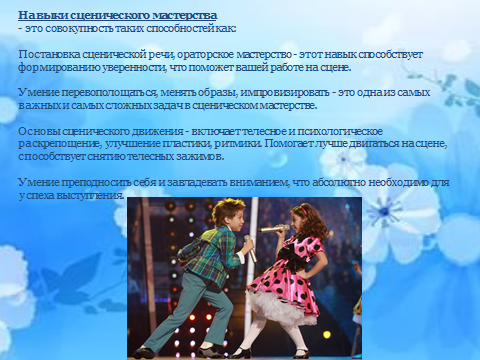 Навыки сценического мастерства
- это совокупность таких способностей как:
Постановка сценической речи, ораторское мастерство - этот навык способствует
формированию уверенности, что поможет вашей работе на сцене.
Умение перевополощаться, менять образы, импровизировать - это одна из самых
важных и самых сложных задач в сценическом мастерстве.
Основы сценического движения - включает телесное и психологическое
раскрепощение, улучшение пластики, ритмики. Помогает лучше двигаться на сцене,
способствует снятию телесных зажимов.
Умение преподносить себя и завладевать вниманием, что абсолютно необходимо для
успеха выступления.